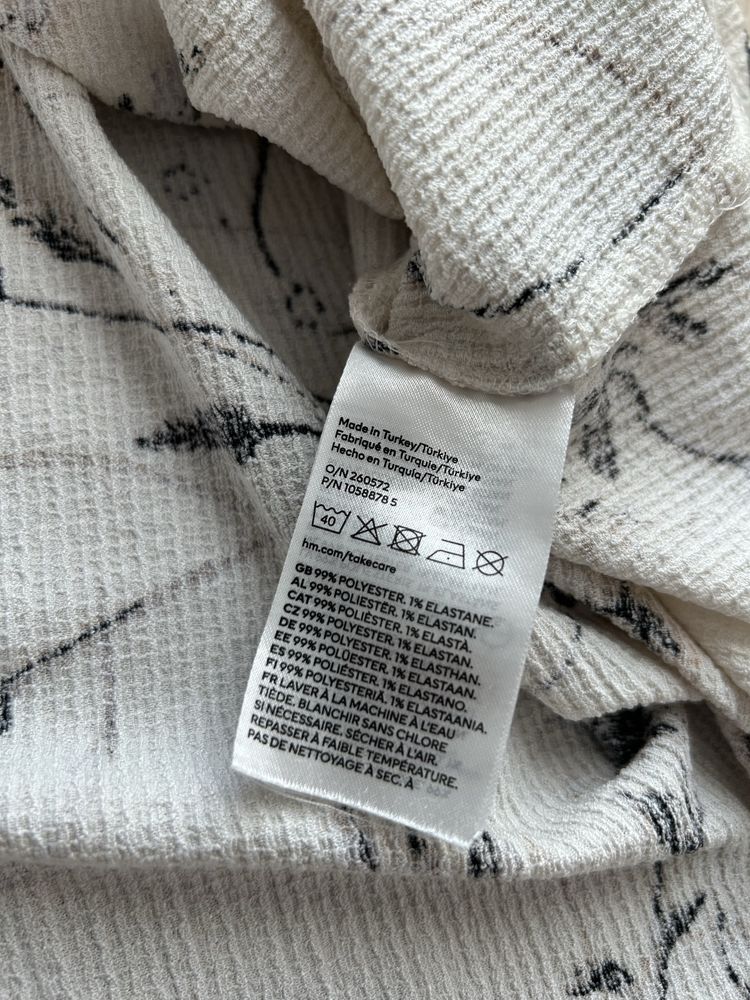 Made in Turkey/Türkiye
Fabriqué en Turquie/Türkiye
Hecho en Turquía/Türkiye
O/N 260572
P/N 1058878 5
40
hm.com/takecare
GB 99% POLYESTER. 1% ELASTANE.
AL 99% POLIESTËR. 1% ELASTAN.
CAT 99% POLIÈSTER. 1% ELASTÀ.
CZ 99% POLYESTER. 1% ELASTAN.
DE 99% POLYESTER. 1% ELASTHAN.
EE 99% POLÜESTER. 1% ELASTAAN.
ES 99% POLIÉSTER. 1% ELASTANO.
FI 99% POLYESTERIÄ. 1% ELASTAANIA.
FR LAVER À LA MACHINE À L'EAU
TIÈDE. BLANCHIR SANS CHLORE
SI NÉCESSAIRE. SÉCHER À L'AIR.
REPASSER À FAIBLE TEMPÉRATURE.
PAS DE NETTOYAGE À SEC. À